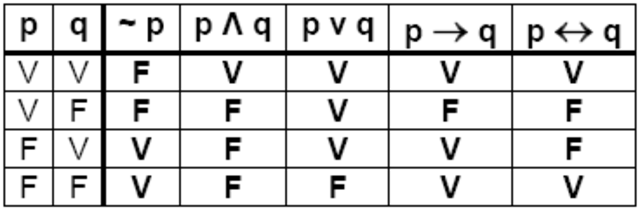 p q ~ p p Λ q p v q p → q p ↔ q
V V F V V V V
V F F F V F F
F V V F V V F
F F V F F V V